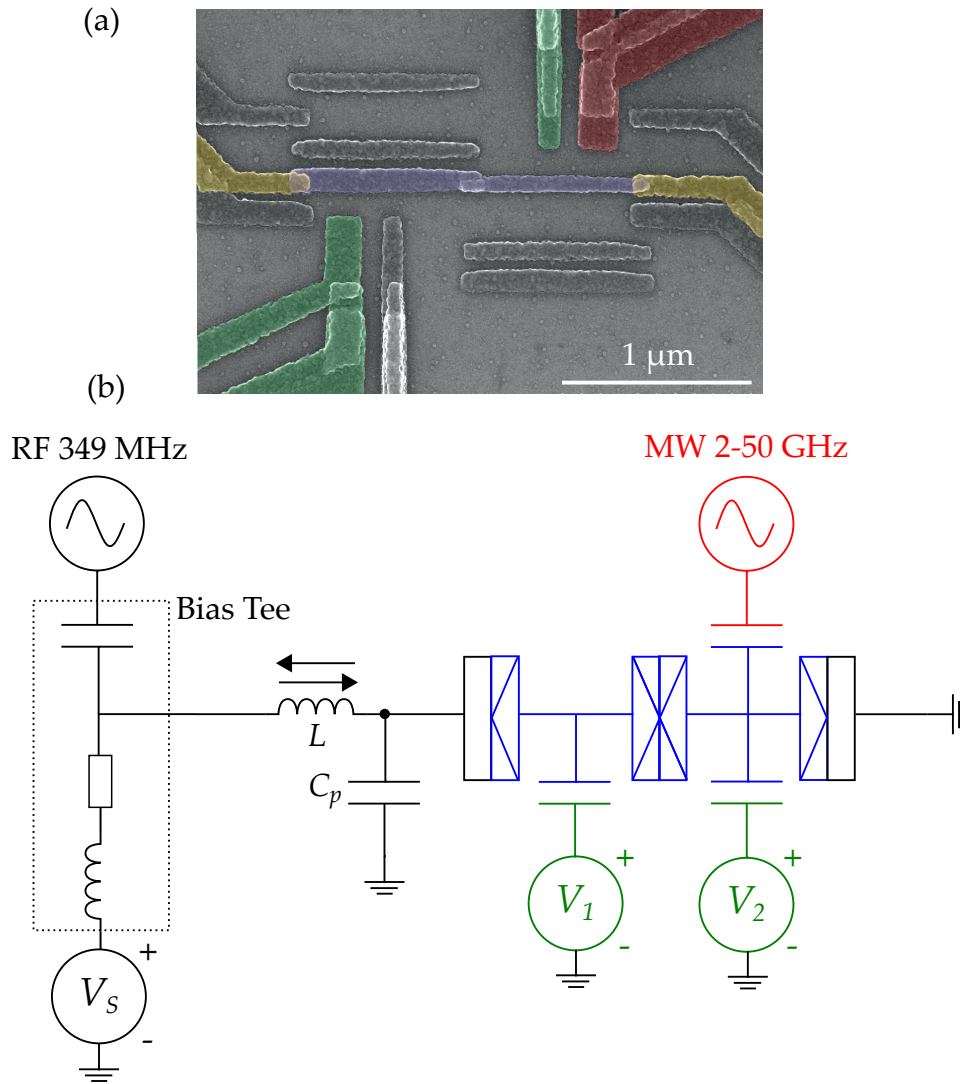 (a)
1 μm
(b)
RF 349 MHz
MW 2-50 GHz
Bias Tee
L
C_p
V_1
+
-
V_2
+
-
V_S
+
-